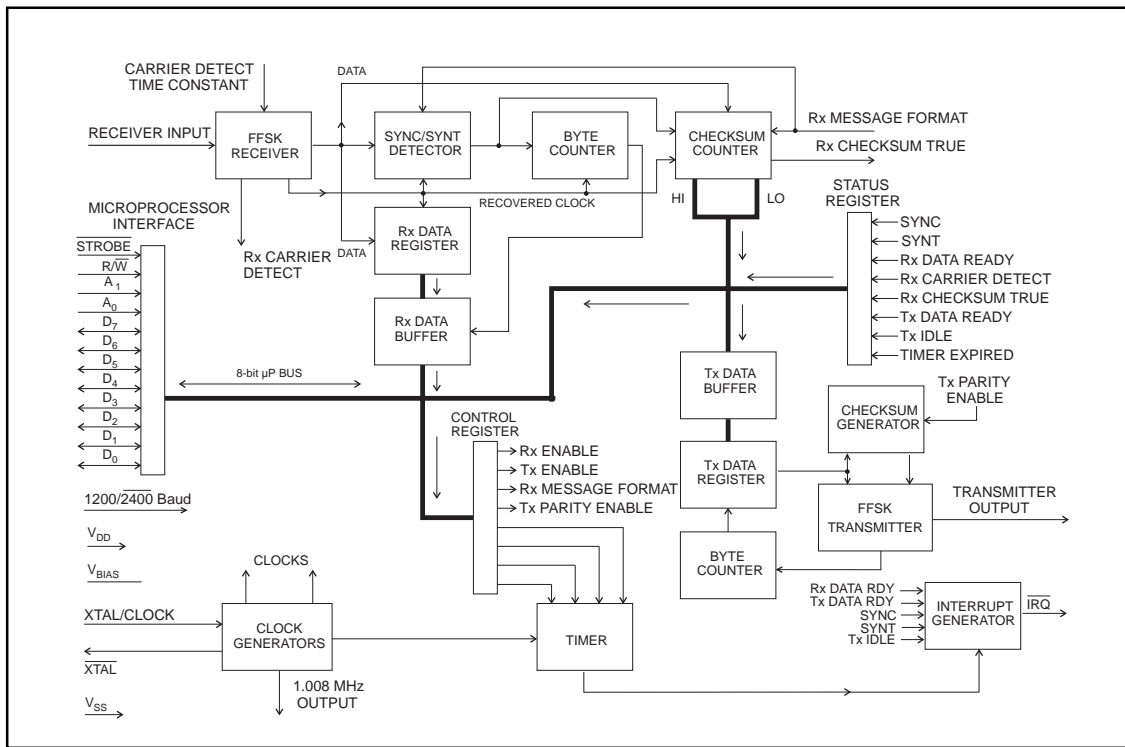 CARRIER DETECT
TIME CONSTANT
DATA
RECEIVER INPUT
FFSK
RECEIVER
SYNC/SYNT
DETECTOR
BYTE
COUNTER
CHECKSUM
COUNTER
Rx MESSAGE FORMAT
Rx CHECKSUM TRUE
RECOVERED CLOCK
HI
LO
STATUS
REGISTER
MICROPROCESSOR
INTERFACE
Rx CARRIER
DETECT
DATA
Rx DATA
REGISTER
SYNC
SYNT
Rx DATA READY
Rx CARRIER DETECT
Rx CHECKSUM TRUE
Tx DATA READY
Tx IDLE
TIMER EXPIRED
STROBE
R/W
A1
A0
D7
D6
D5
D4
D3
D2
D1
D0
Rx DATA
BUFFER
8-bit µP BUS
Tx DATA
BUFFER
Tx PARITY
ENABLE
CHECKSUM
GENERATOR
CONTROL
REGISTER
Rx ENABLE
Tx ENABLE
Rx MESSAGE FORMAT
Tx PARITY ENABLE
Tx DATA
REGISTER
FFSK
TRANSMITTER
TRANSMITTER
OUTPUT
BYTE
COUNTER
1200/2400 Baud
VDD
VBIAS
CLOCKS
XTAL/CLOCK
XTAL
CLOCK
GENERATORS
TIMER
Rx DATA RDY
Tx DATA RDY
SYNC
SYNT
Tx IDLE
INTERRUPT
GENERATOR
IRQ
1.008 MHz
OUTPUT
VSS